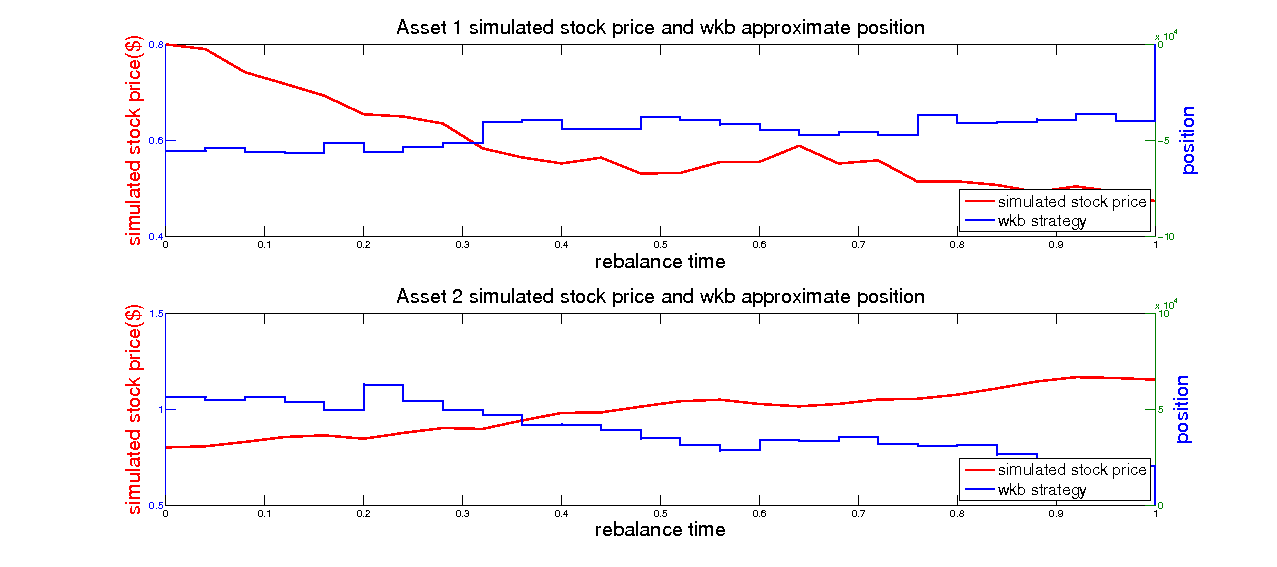 Asset 1 simulated stock price and wkb approximate position
x 10^4
0.8
0.6
0.4
0
-5
-10
simulated stock price($)
position
simulated stock price
wkb strategy
0 0.1 0.2 0.3 0.4 0.5 0.6 0.7 0.8 0.9 1
rebalance time
Asset 2 simulated stock price and wkb approximate position
x 10^4
1.5
1
0.5
10
5
0
simulated stock price($)
position
simulated stock price
wkb strategy
0 0.1 0.2 0.3 0.4 0.5 0.6 0.7 0.8 0.9 1
rebalance time